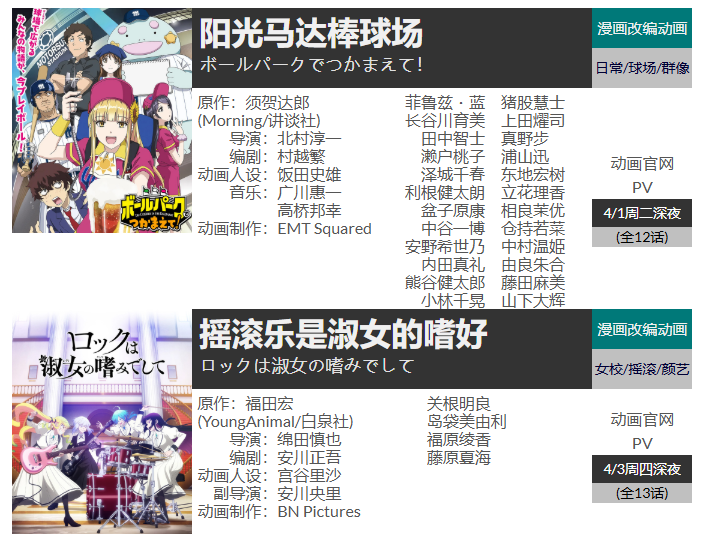 球場で広がる
みんなの物語が、今プレイボール!!
MOTORSUN
STADIUM
ボールパークで
つかまえて!
阳光马达棒球场
ボールパークでつかまえて!
漫画改编动画
日常/球场/群像
原作: 须贺达郎
(Morning/讲谈社)
导演: 北村淳一
编剧: 村越繁
动画人设: 饭田史雄
音乐: 广川惠一
高桥邦幸
动画制作: EMT Squared
菲鲁兹·蓝 猪股慧士
长谷川育美 上田燿司
田中智士 真野步
濑户桃子 浦山迅
泽城千春 东地宏树
利根健太朗 立花理香
盆子原康 相良茉优
中谷一博 仓持若菜
安野希世乃 中村温姬
内田真礼 由良朱合
熊谷健太郎 藤田麻美
小林千晃 山下大辉
动画官网
PV
4/1周二深夜
(全12话)
ロックは
淑女の嗜みでして
摇滚乐是淑女的嗜好
ロックは淑女の嗜みでして
漫画改编动画
女校/摇滚/颜艺
原作: 福田宏
(YoungAnimal/白泉社)
导演: 绵田慎也
编剧: 安川正吾
动画人设: 宫谷里沙
副导演: 安川央里
动画制作: BN Pictures
关根明良
岛袋美由利
福原绫香
藤原夏海
动画官网
PV
4/3周四深夜
(全13话)